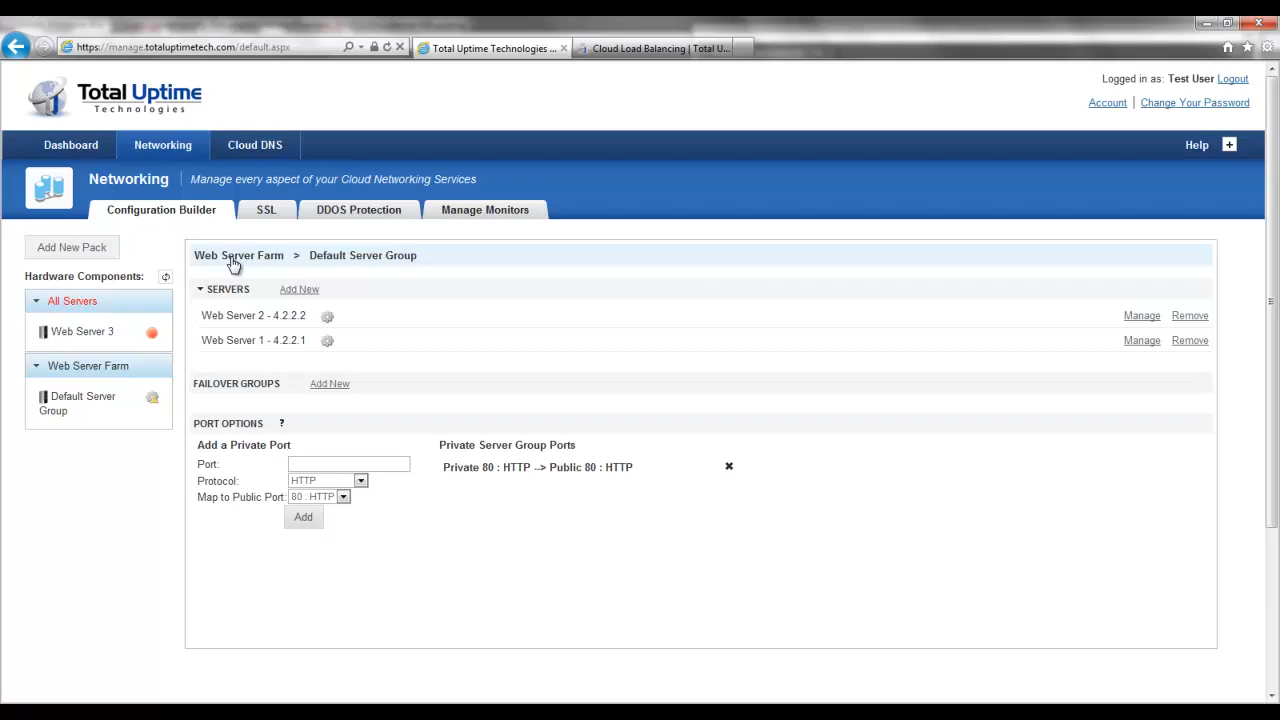 https://manage.totaluptimetech.com/default.aspx
Total Uptime Technologies ...
Cloud Load Balancing | Total U...
Total Uptime
Technologies
Logged in as: Test User Logout
Account | Change Your Password
Dashboard
Networking
Cloud DNS
Help
Networking
Manage every aspect of your Cloud Networking Services
Configuration Builder
SSL
DDOS Protection
Manage Monitors
Add New Pack
Hardware Components:
All Servers
Web Server 3
Web Server Farm
Default Server
Group
Web Server Farm > Default Server Group
SERVERS Add New
Web Server 2 - 4.2.2.2 Manage Remove
Web Server 1 - 4.2.2.1 Manage Remove
FAILOVER GROUPS Add New
PORT OPTIONS ?
Add a Private Port
Port:
Protocol: HTTP
Map to Public Port: 80 : HTTP
Add
Private Server Group Ports
Private 80 : HTTP --> Public 80 : HTTP